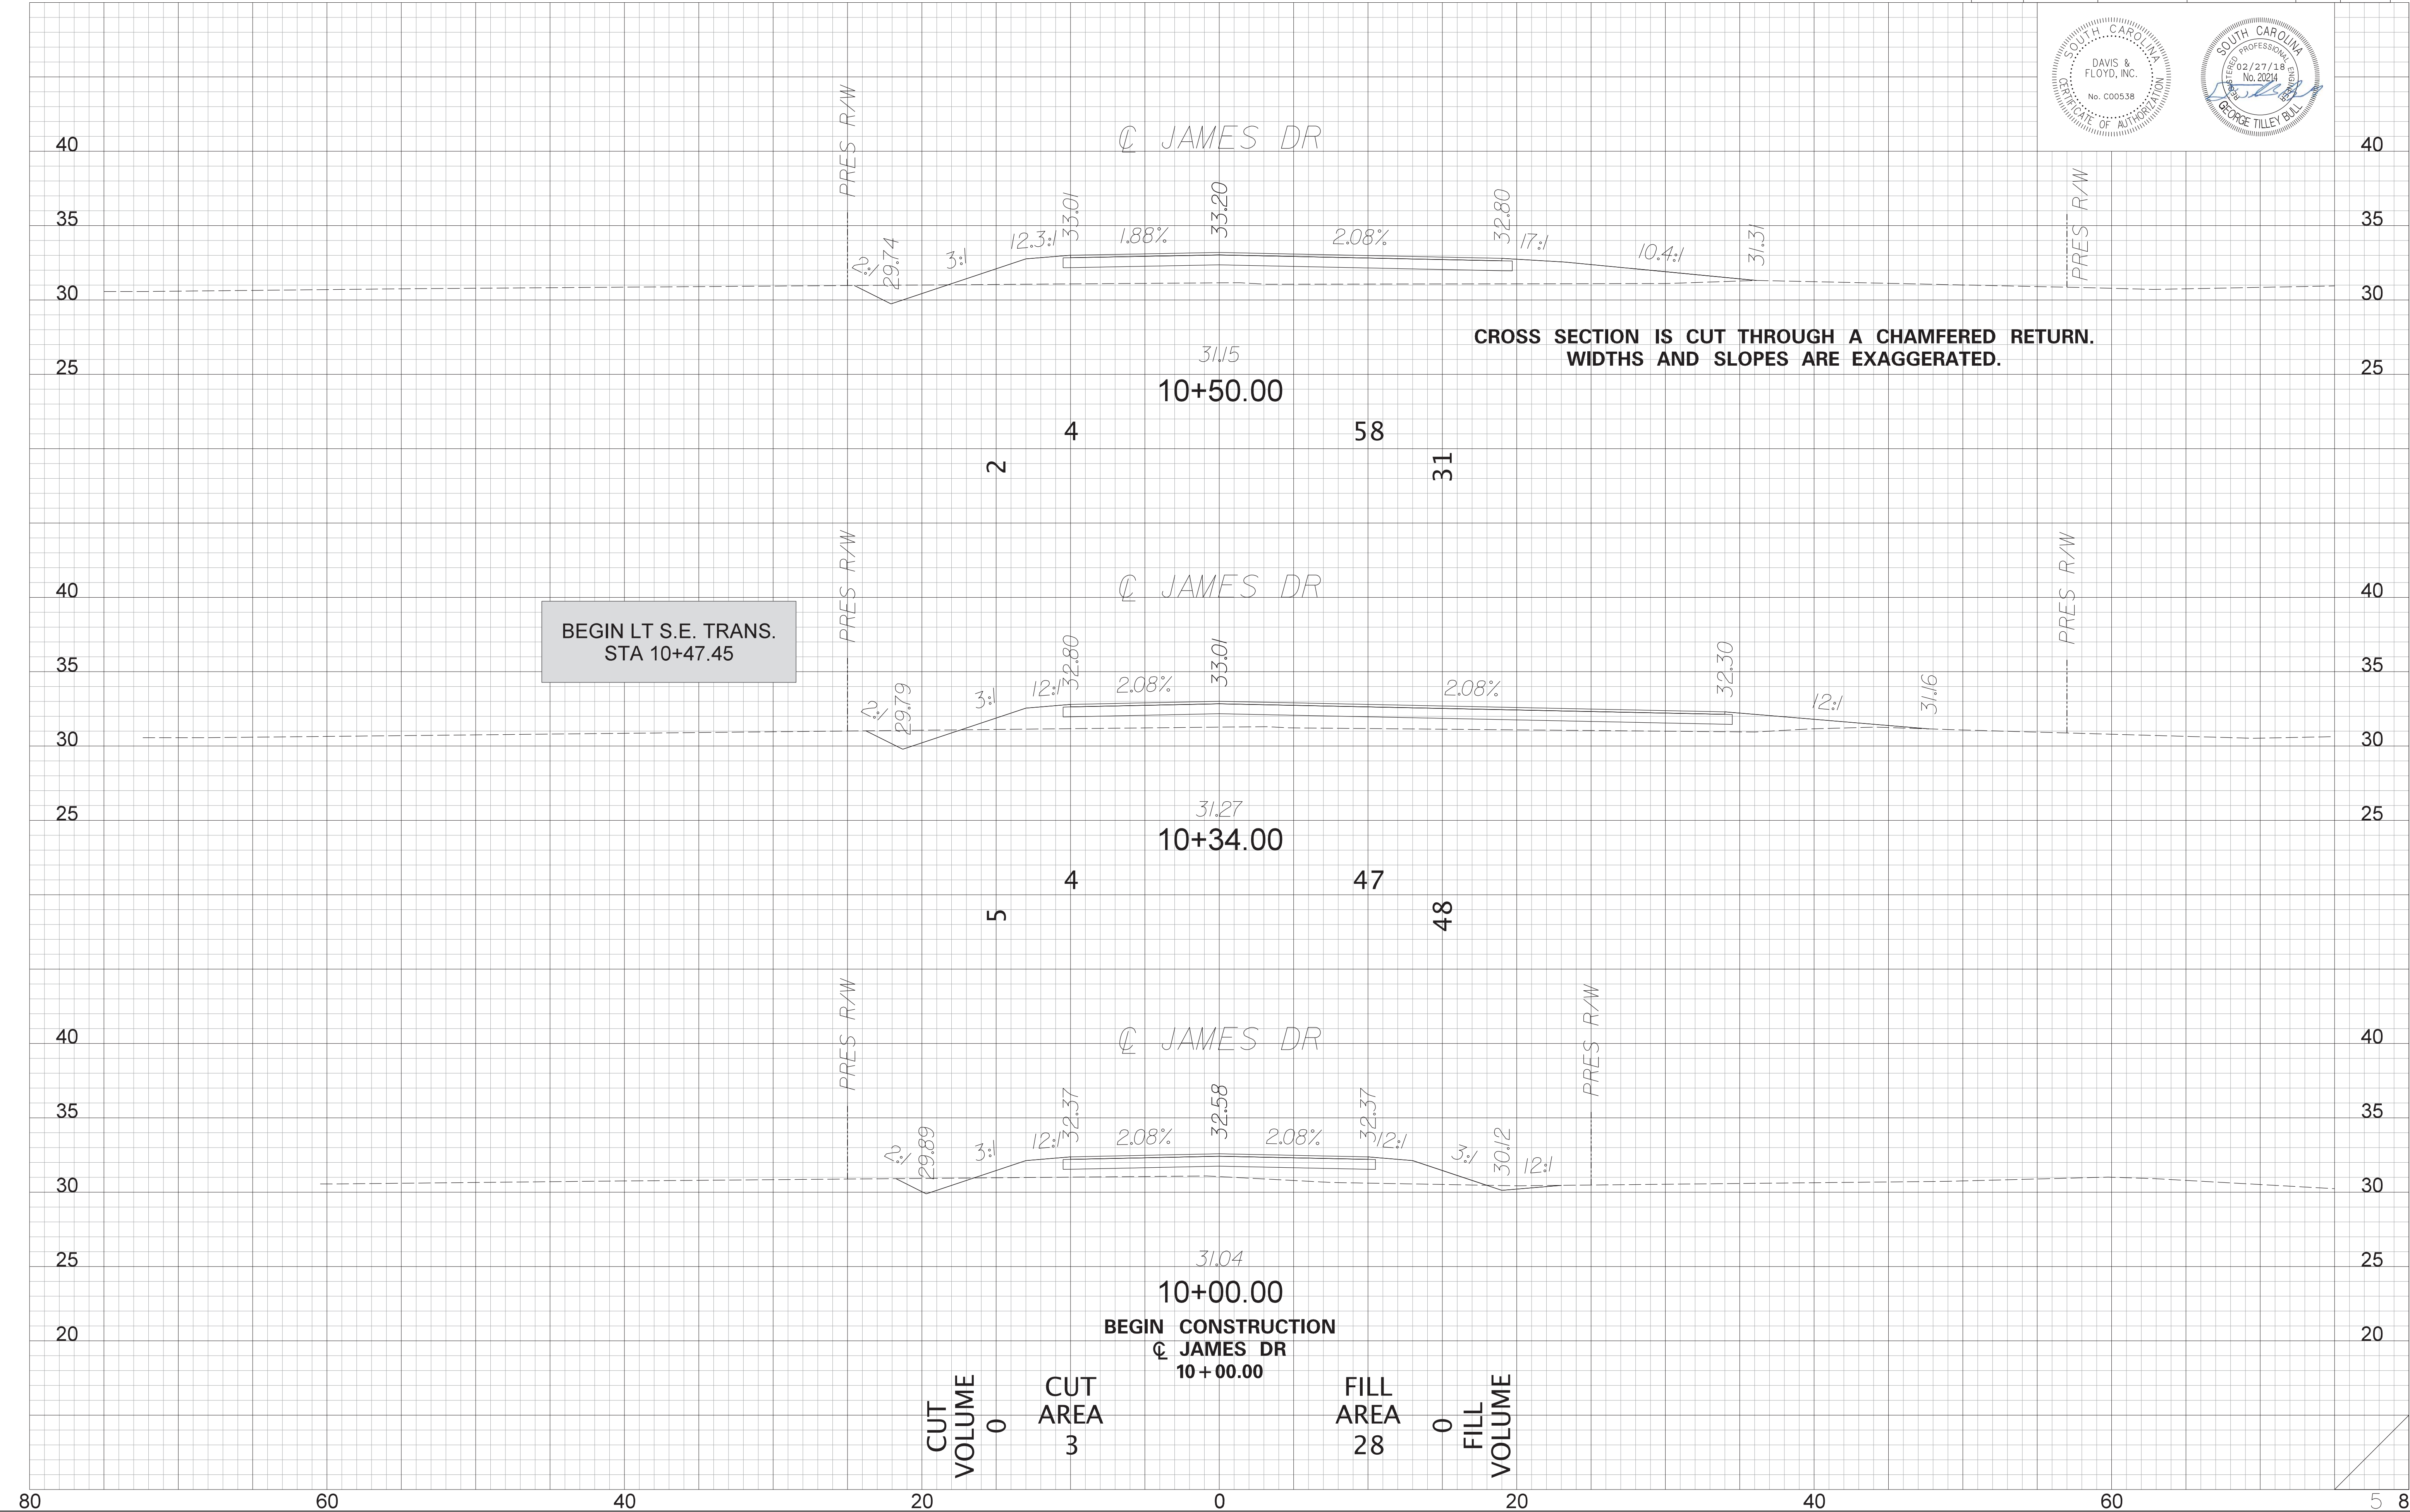 SOUTH CAROLINA
DAVIS &
FLOYD, INC.
No. C00538
CERTIFICATE OF AUTHORIZATION
SOUTH CAROLINA
REGISTERED PROFESSIONAL ENGINEER
02/27/18
No. 20214
GEORGE TILLEY BULL
PRES R/W
℄ JAMES DR
PRES R/W
40
40
35
35
30
30
25
25
2:1
29.74
3:1
12.3:1
33.01
1.88%
33.20
2.08%
32.80
17:1
10.4:1
31.31
CROSS SECTION IS CUT THROUGH A CHAMFERED RETURN.
WIDTHS AND SLOPES ARE EXAGGERATED.
31.15
10+50.00
4
58
2
31
PRES R/W
℄ JAMES DR
PRES R/W
40
40
BEGIN LT S.E. TRANS.
STA 10+47.45
35
35
2:1
29.79
3:1
12:1
32.80
2.08%
33.01
2.08%
32.30
12:1
31.16
30
30
25
25
31.27
10+34.00
4
47
5
48
PRES R/W
℄ JAMES DR
PRES R/W
40
40
35
35
2:1
29.89
3:1
12:1
32.37
2.08%
32.58
2.08%
32.37
12:1
3:1
30.12
12:1
30
30
25
25
31.04
10+00.00
BEGIN CONSTRUCTION
℄ JAMES DR
10+00.00
20
20
CUT
VOLUME
0
CUT
AREA
3
FILL
AREA
28
0
FILL
VOLUME
80
60
40
20
0
20
40
60
5
8